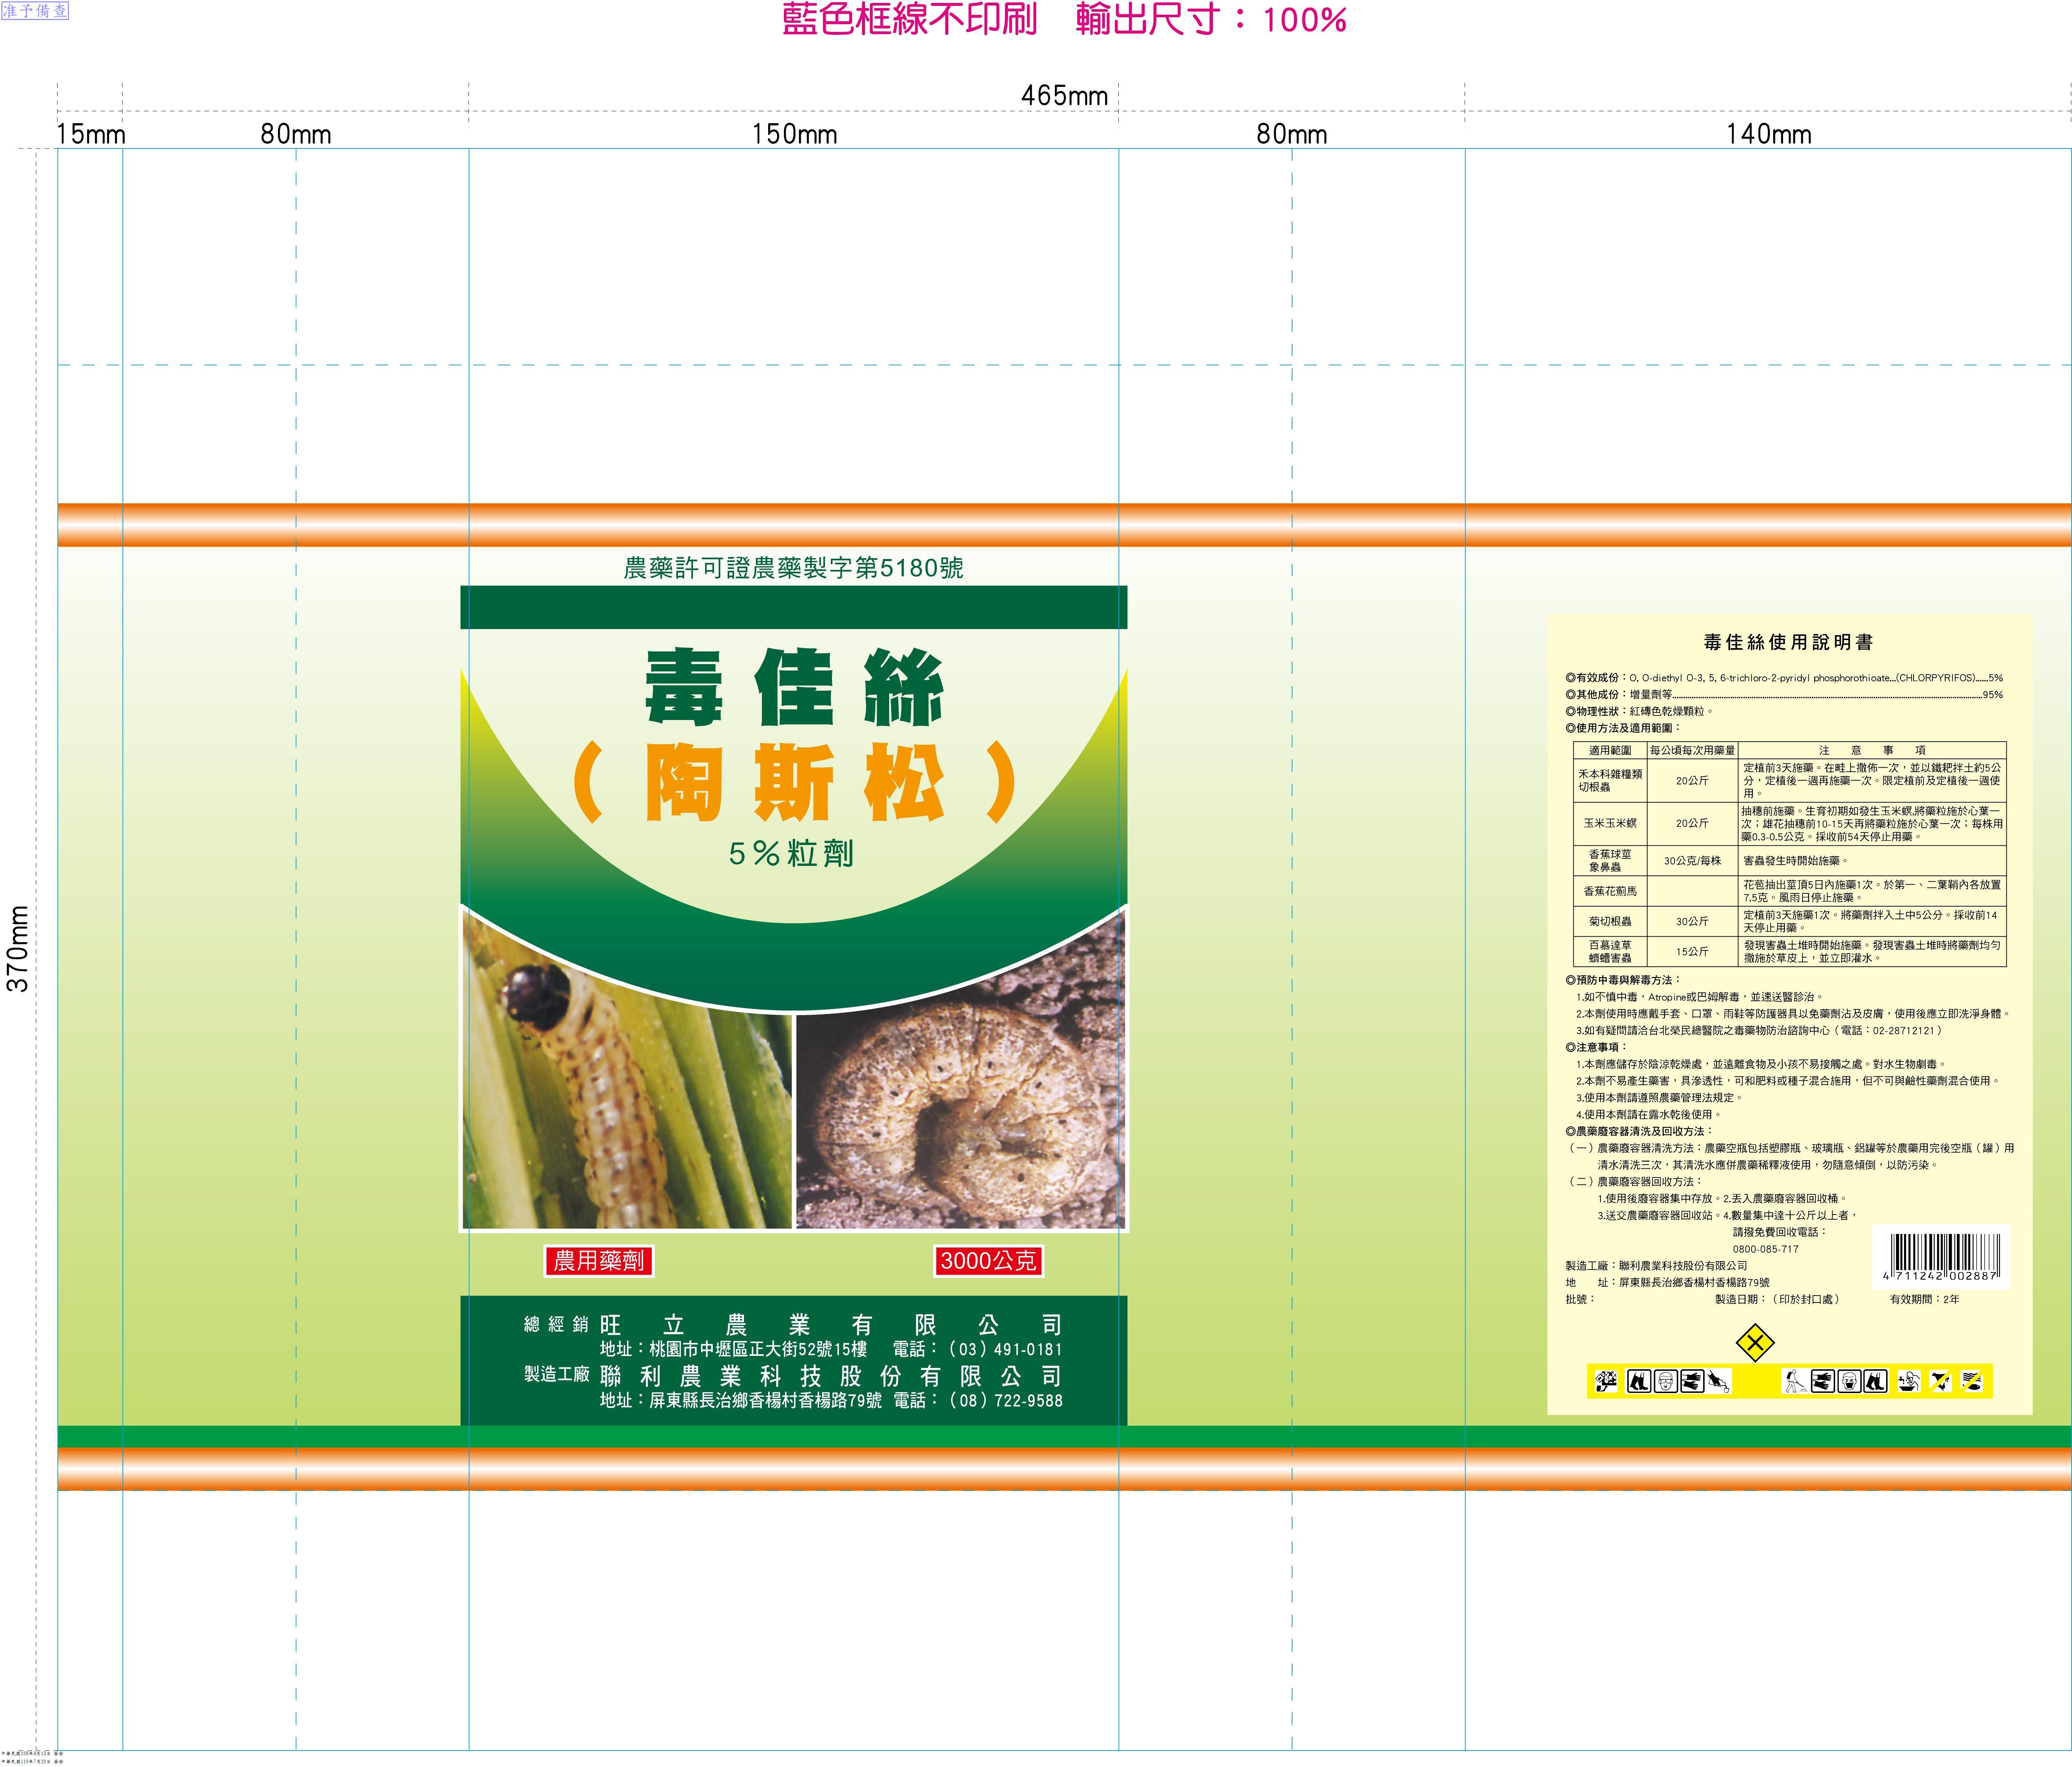 准予備查
藍色框線不印刷　輸出尺寸：100%
465mm
15mm 80mm 150mm 80mm 140mm
370mm
農藥許可證農藥製字第5180號
毒佳絲
（陶斯松）
5％粒劑
農用藥劑
3000公克
總經銷 旺立農業有限公司
地址：桃園市中壢區正大街52號15樓　電話：（03）491-0181
製造工廠 聯利農業科技股份有限公司
地址：屏東縣長治鄉香楊村香楊路79號 電話：（08）722-9588
毒佳絲使用說明書
◎有效成份：O, O-diethyl O-3, 5, 6-trichloro-2-pyridyl phosphorothioate...(CHLORPYRIFOS)......5%
◎其他成份：增量劑等......95%
◎物理性狀：紅磚色乾燥顆粒。
◎使用方法及適用範圍：
適用範圍 每公頃每次用藥量 注意事項
禾本科雜糧類
切根蟲
20公斤
定植前3天施藥。在畦上撒佈一次，並以鐵耙拌土約5公
分，定植後一週再施藥一次。限定植前及定植後一週使
用。
玉米玉米螟
20公斤
抽穗前施藥。生育初期如發生玉米螟,將藥粒施於心葉一
次；雄花抽穗前10-15天再將藥粒施於心葉一次；每株用
藥0.3-0.5公克。採收前54天停止用藥。
香蕉球莖
象鼻蟲
30公克/每株
害蟲發生時開始施藥。
香蕉花薊馬
花苞抽出莖頂5日內施藥1次。於第一、二葉鞘內各放置
7.5克。風雨日停止施藥。
菊切根蟲
30公斤
定植前3天施藥1次。將藥劑拌入土中5公分。採收前14
天停止用藥。
百慕達草
蠐螬害蟲
15公斤
發現害蟲土堆時開始施藥。發現害蟲土堆時將藥劑均勻
撒施於草皮上，並立即灌水。
◎預防中毒與解毒方法：
1.如不慎中毒，Atropine或巴姆解毒，並速送醫診治。
2.本劑使用時應戴手套、口罩、雨鞋等防護器具以免藥劑沾及皮膚，使用後應立即洗淨身體。
3.如有疑問請洽台北榮民總醫院之毒藥物防治諮詢中心（電話：02-28712121）
◎注意事項：
1.本劑應儲存於陰涼乾燥處，並遠離食物及小孩不易接觸之處。對水生物劇毒。
2.本劑不易產生藥害，具滲透性，可和肥料或種子混合施用，但不可與鹼性藥劑混合使用。
3.使用本劑請遵照農藥管理法規定。
4.使用本劑請在露水乾後使用。
◎農藥廢容器清洗及回收方法：
（一）農藥廢容器清洗方法：農藥空瓶包括塑膠瓶、玻璃瓶、鋁罐等於農藥用完後空瓶（罐）用
清水清洗三次，其清洗水應併農藥稀釋液使用，勿隨意傾倒，以防污染。
（二）農藥廢容器回收方法：
1.使用後廢容器集中存放。2.丟入農藥廢容器回收桶。
3.送交農藥廢容器回收站。4.數量集中達十公斤以上者，
請撥免費回收電話：
0800-085-717
4 711242 002887
製造工廠：聯利農業科技股份有限公司
地　　址：屏東縣長治鄉香楊村香楊路79號
批號：　製造日期：（印於封口處）　有效期間：2年